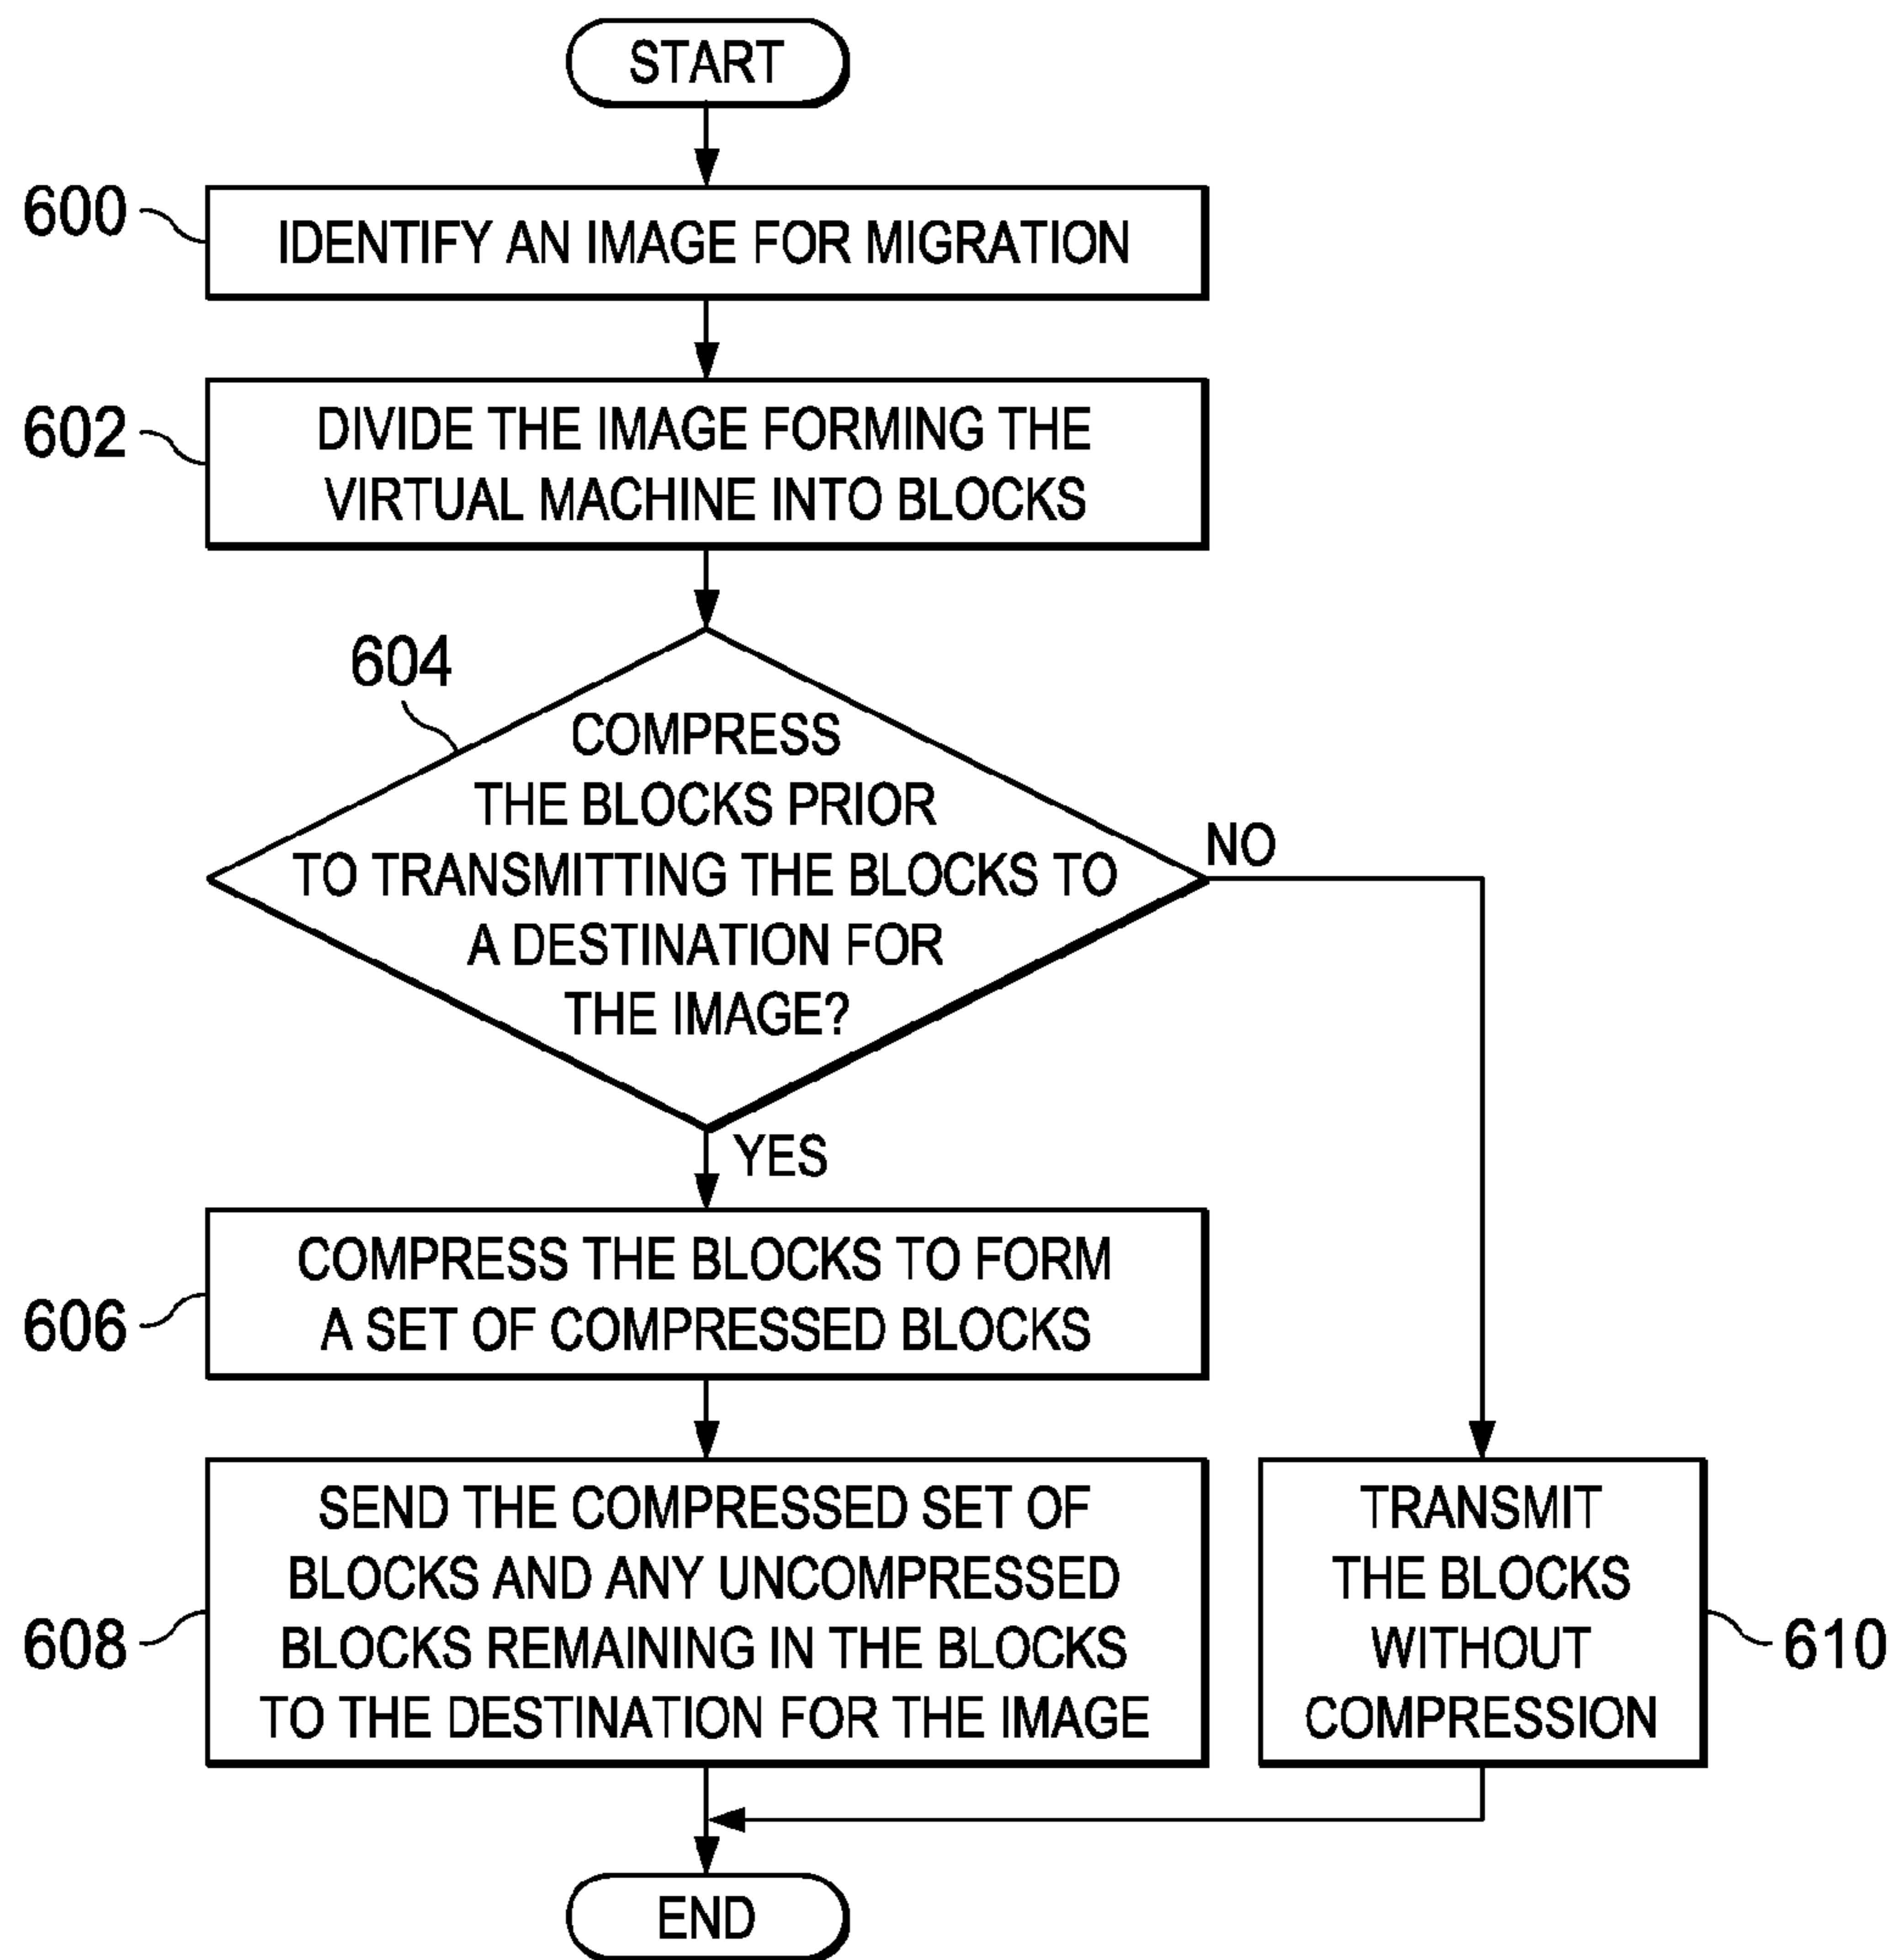 START
600
IDENTIFY AN IMAGE FOR MIGRATION
602
DIVIDE THE IMAGE FORMING THE
VIRTUAL MACHINE INTO BLOCKS
604
COMPRESS
THE BLOCKS PRIOR
TO TRANSMITTING THE BLOCKS TO
A DESTINATION FOR
THE IMAGE?
NO
YES
606
COMPRESS THE BLOCKS TO FORM
A SET OF COMPRESSED BLOCKS
608
SEND THE COMPRESSED SET OF
BLOCKS AND ANY UNCOMPRESSED
BLOCKS REMAINING IN THE BLOCKS
TO THE DESTINATION FOR THE IMAGE
TRANSMIT
THE BLOCKS
WITHOUT
COMPRESSION
610
END